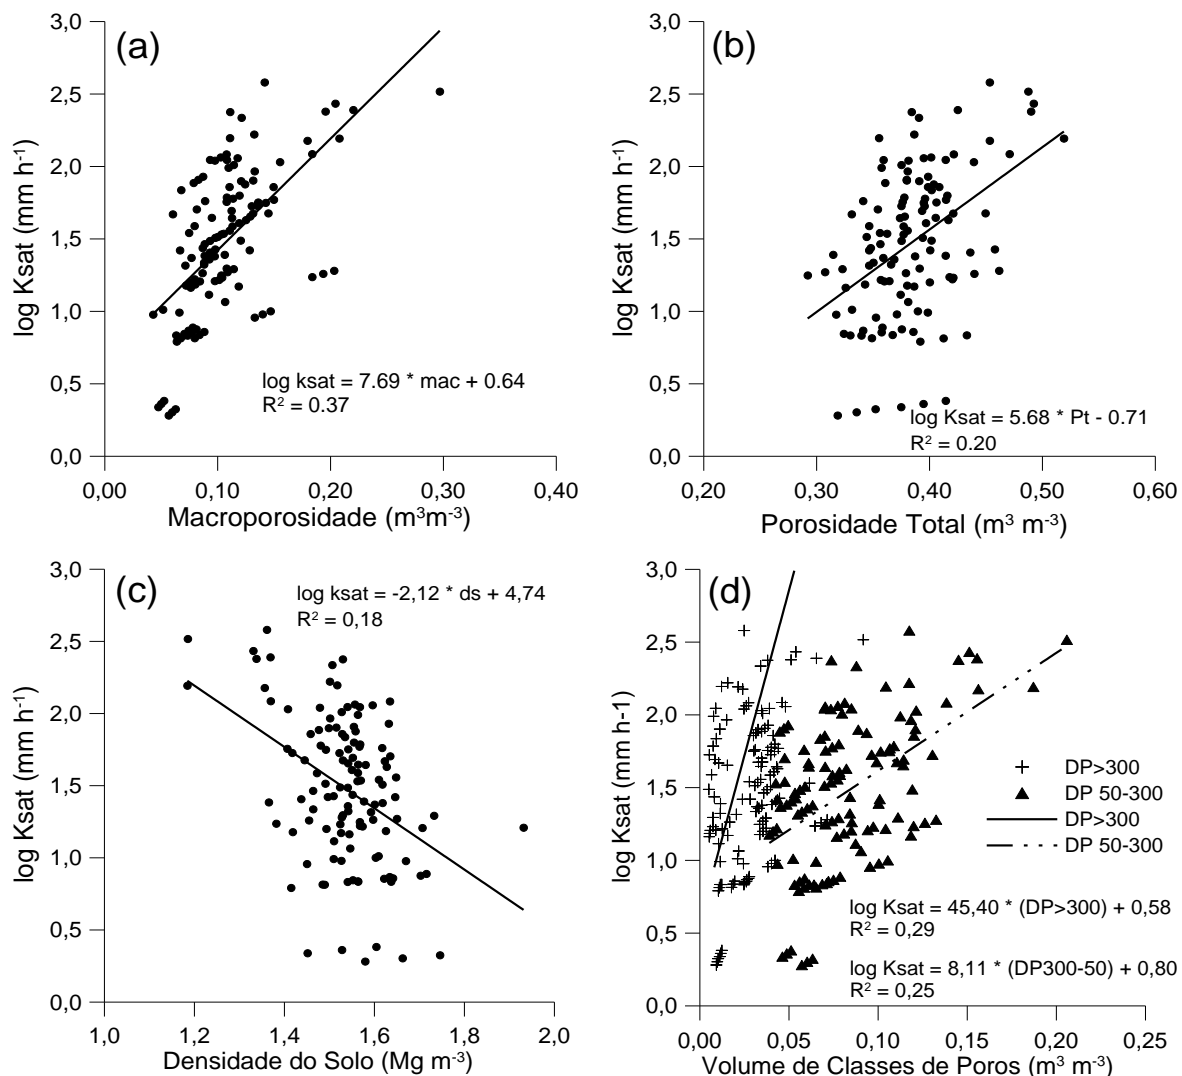 (a)
3,0
2,5
2,0
1,5
1,0
0,5
0,0
log Ksat (mm h⁻¹)
log ksat = 7.69 * mac + 0.64
R² = 0.37
0,00 0,10 0,20 0,30 0,40
Macroporosidade (m³m⁻³)
(b)
3,0
2,5
2,0
1,5
1,0
0,5
0,0
log Ksat (mm h⁻¹)
log Ksat = 5.68 * Pt - 0.71
R² = 0.20
0,20 0,30 0,40 0,50 0,60
Porosidade Total (m³ m⁻³)
(c)
3,0
2,5
2,0
1,5
1,0
0,5
0,0
log Ksat (mm h⁻¹)
log ksat = -2,12 * ds + 4,74
R² = 0,18
1,0 1,2 1,4 1,6 1,8 2,0
Densidade do Solo (Mg m⁻³)
(d)
3,0
2,5
2,0
1,5
1,0
0,5
0,0
log Ksat (mm h-1)
DP>300
DP 50-300
DP>300
DP 50-300
log Ksat = 45,40 * (DP>300) + 0,58
R² = 0,29
log Ksat = 8,11 * (DP300-50) + 0,80
R² = 0,25
0,00 0,05 0,10 0,15 0,20 0,25
Volume de Classes de Poros (m³ m⁻³)